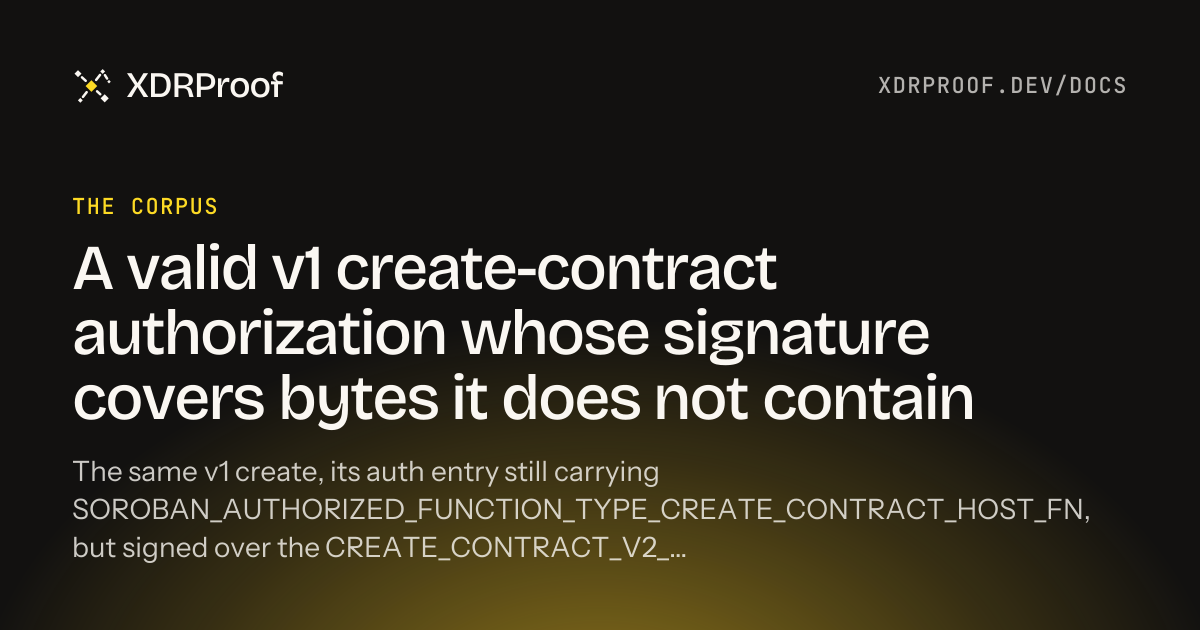 XDRProof
XDRPROOF.DEV/DOCS
THE CORPUS
A valid v1 create-contract
authorization whose signature
covers bytes it does not contain
The same v1 create, its auth entry still carrying
SOROBAN_AUTHORIZED_FUNCTION_TYPE_CREATE_CONTRACT_HOST_FN,
but signed over the CREATE_CONTRACT_V2_...